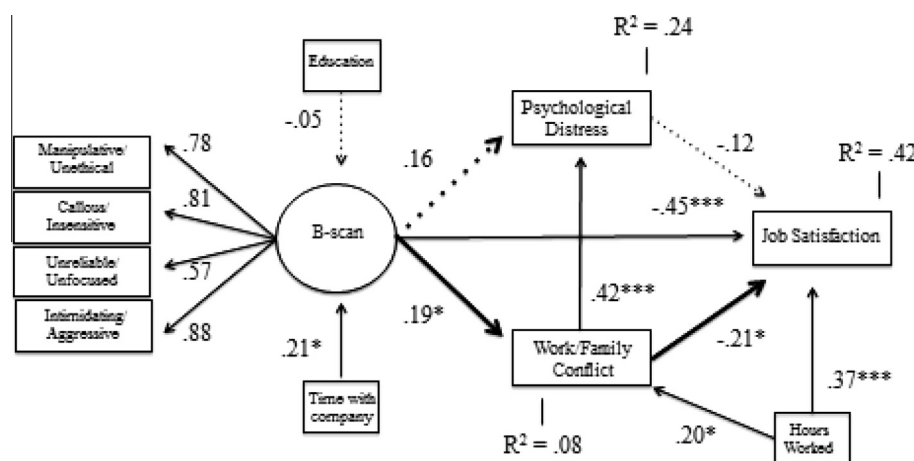 R² = .24
Education
Psychological
Distress
-.05
.16
-.12
R² = .42
Manipulative/
Unethical
.78
Callous/
Insensitive
.81
B-scan
-.45***
Job Satisfaction
Unreliable/
Unfocused
.57
Intimidating/
Aggressive
.88
.42***
.19*
.21*
Work/Family
Conflict
-.21*
.37***
Time with
company
.20*
Hours
Worked
R² = .08